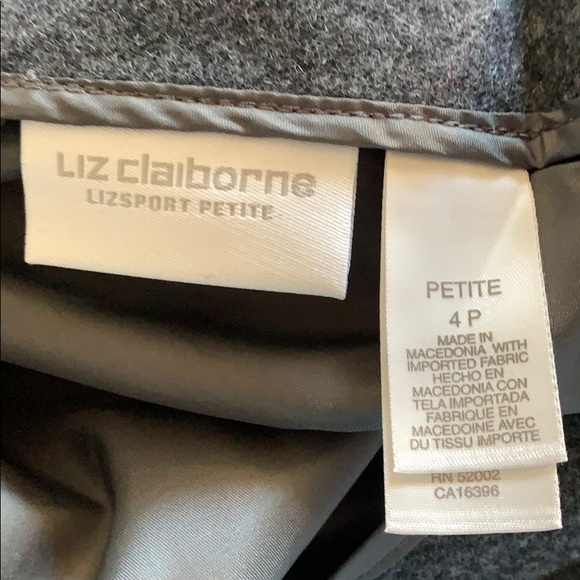 Liz claiborne
LIZSPORT PETITE
PETITE
4 P
MADE IN
MACEDONIA WITH
IMPORTED FABRIC
HECHO EN
MACEDONIA CON
TELA IMPORTADA
FABRIQUE EN
MACEDOINE AVEC
DU TISSU IMPORTE
RN 52002
CA16396